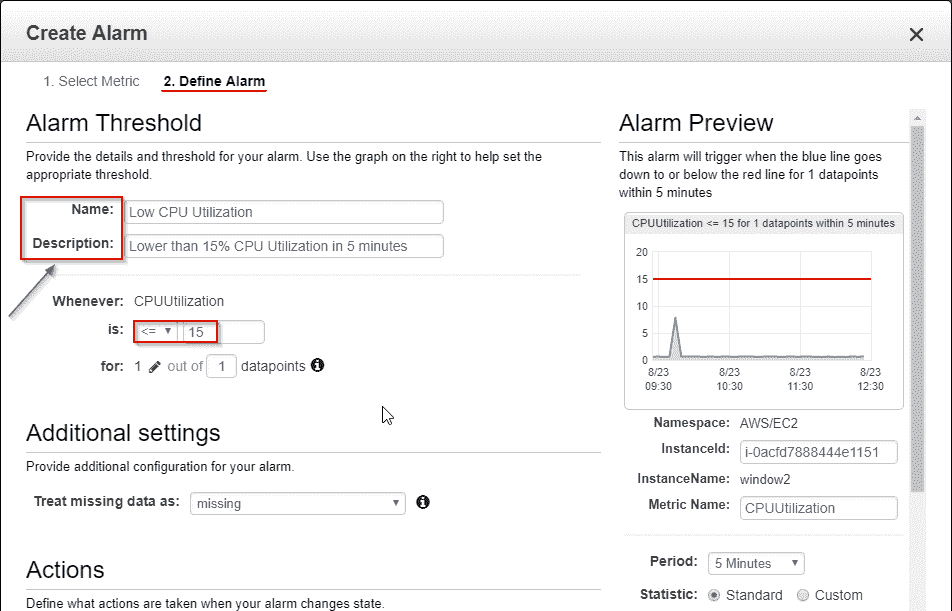 Create Alarm
1. Select Metric 2. Define Alarm
Alarm Threshold
Provide the details and threshold for your alarm. Use the graph on the right to help set the
appropriate threshold.
Name: Low CPU Utilization
Description: Lower than 15% CPU Utilization in 5 minutes
Whenever: CPUUtilization
is: <= 15
for: 1 out of 1 datapoints
Additional settings
Provide additional configuration for your alarm.
Treat missing data as: missing
Actions
Define what actions are taken when your alarm changes state.
Alarm Preview
This alarm will trigger when the blue line goes
down to or below the red line for 1 datapoints
within 5 minutes
CPUUtilization <= 15 for 1 datapoints within 5 minutes
20
15
10
5
0
8/23 8/23 8/23 8/23
09:30 10:30 11:30 12:30
Namespace: AWS/EC2
InstanceId: i-0acfd7888444e1151
InstanceName: window2
Metric Name: CPUUtilization
Period: 5 Minutes
Statistic: Standard Custom